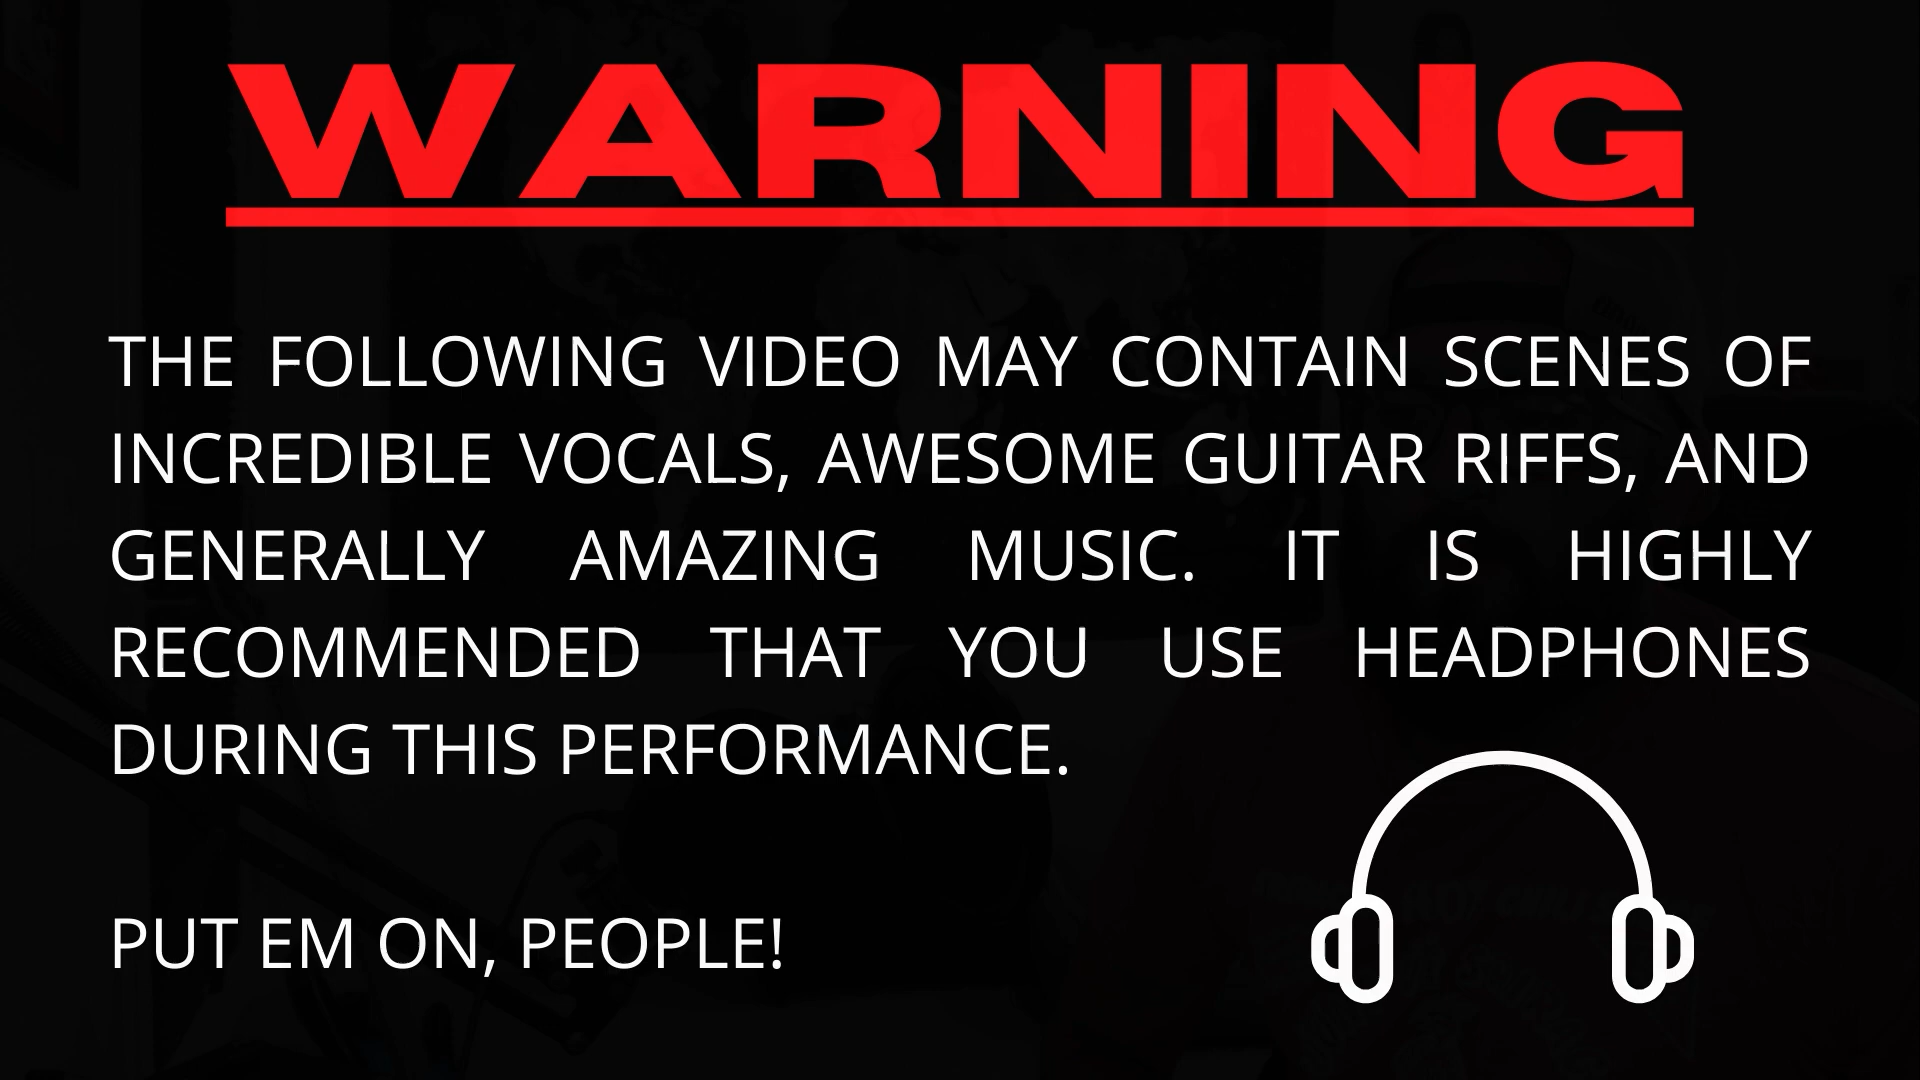 WARNING
THE FOLLOWING VIDEO MAY CONTAIN SCENES OF
INCREDIBLE VOCALS, AWESOME GUITAR RIFFS, AND
GENERALLY AMAZING MUSIC. IT IS HIGHLY
RECOMMENDED THAT YOU USE HEADPHONES
DURING THIS PERFORMANCE.
PUT EM ON, PEOPLE!